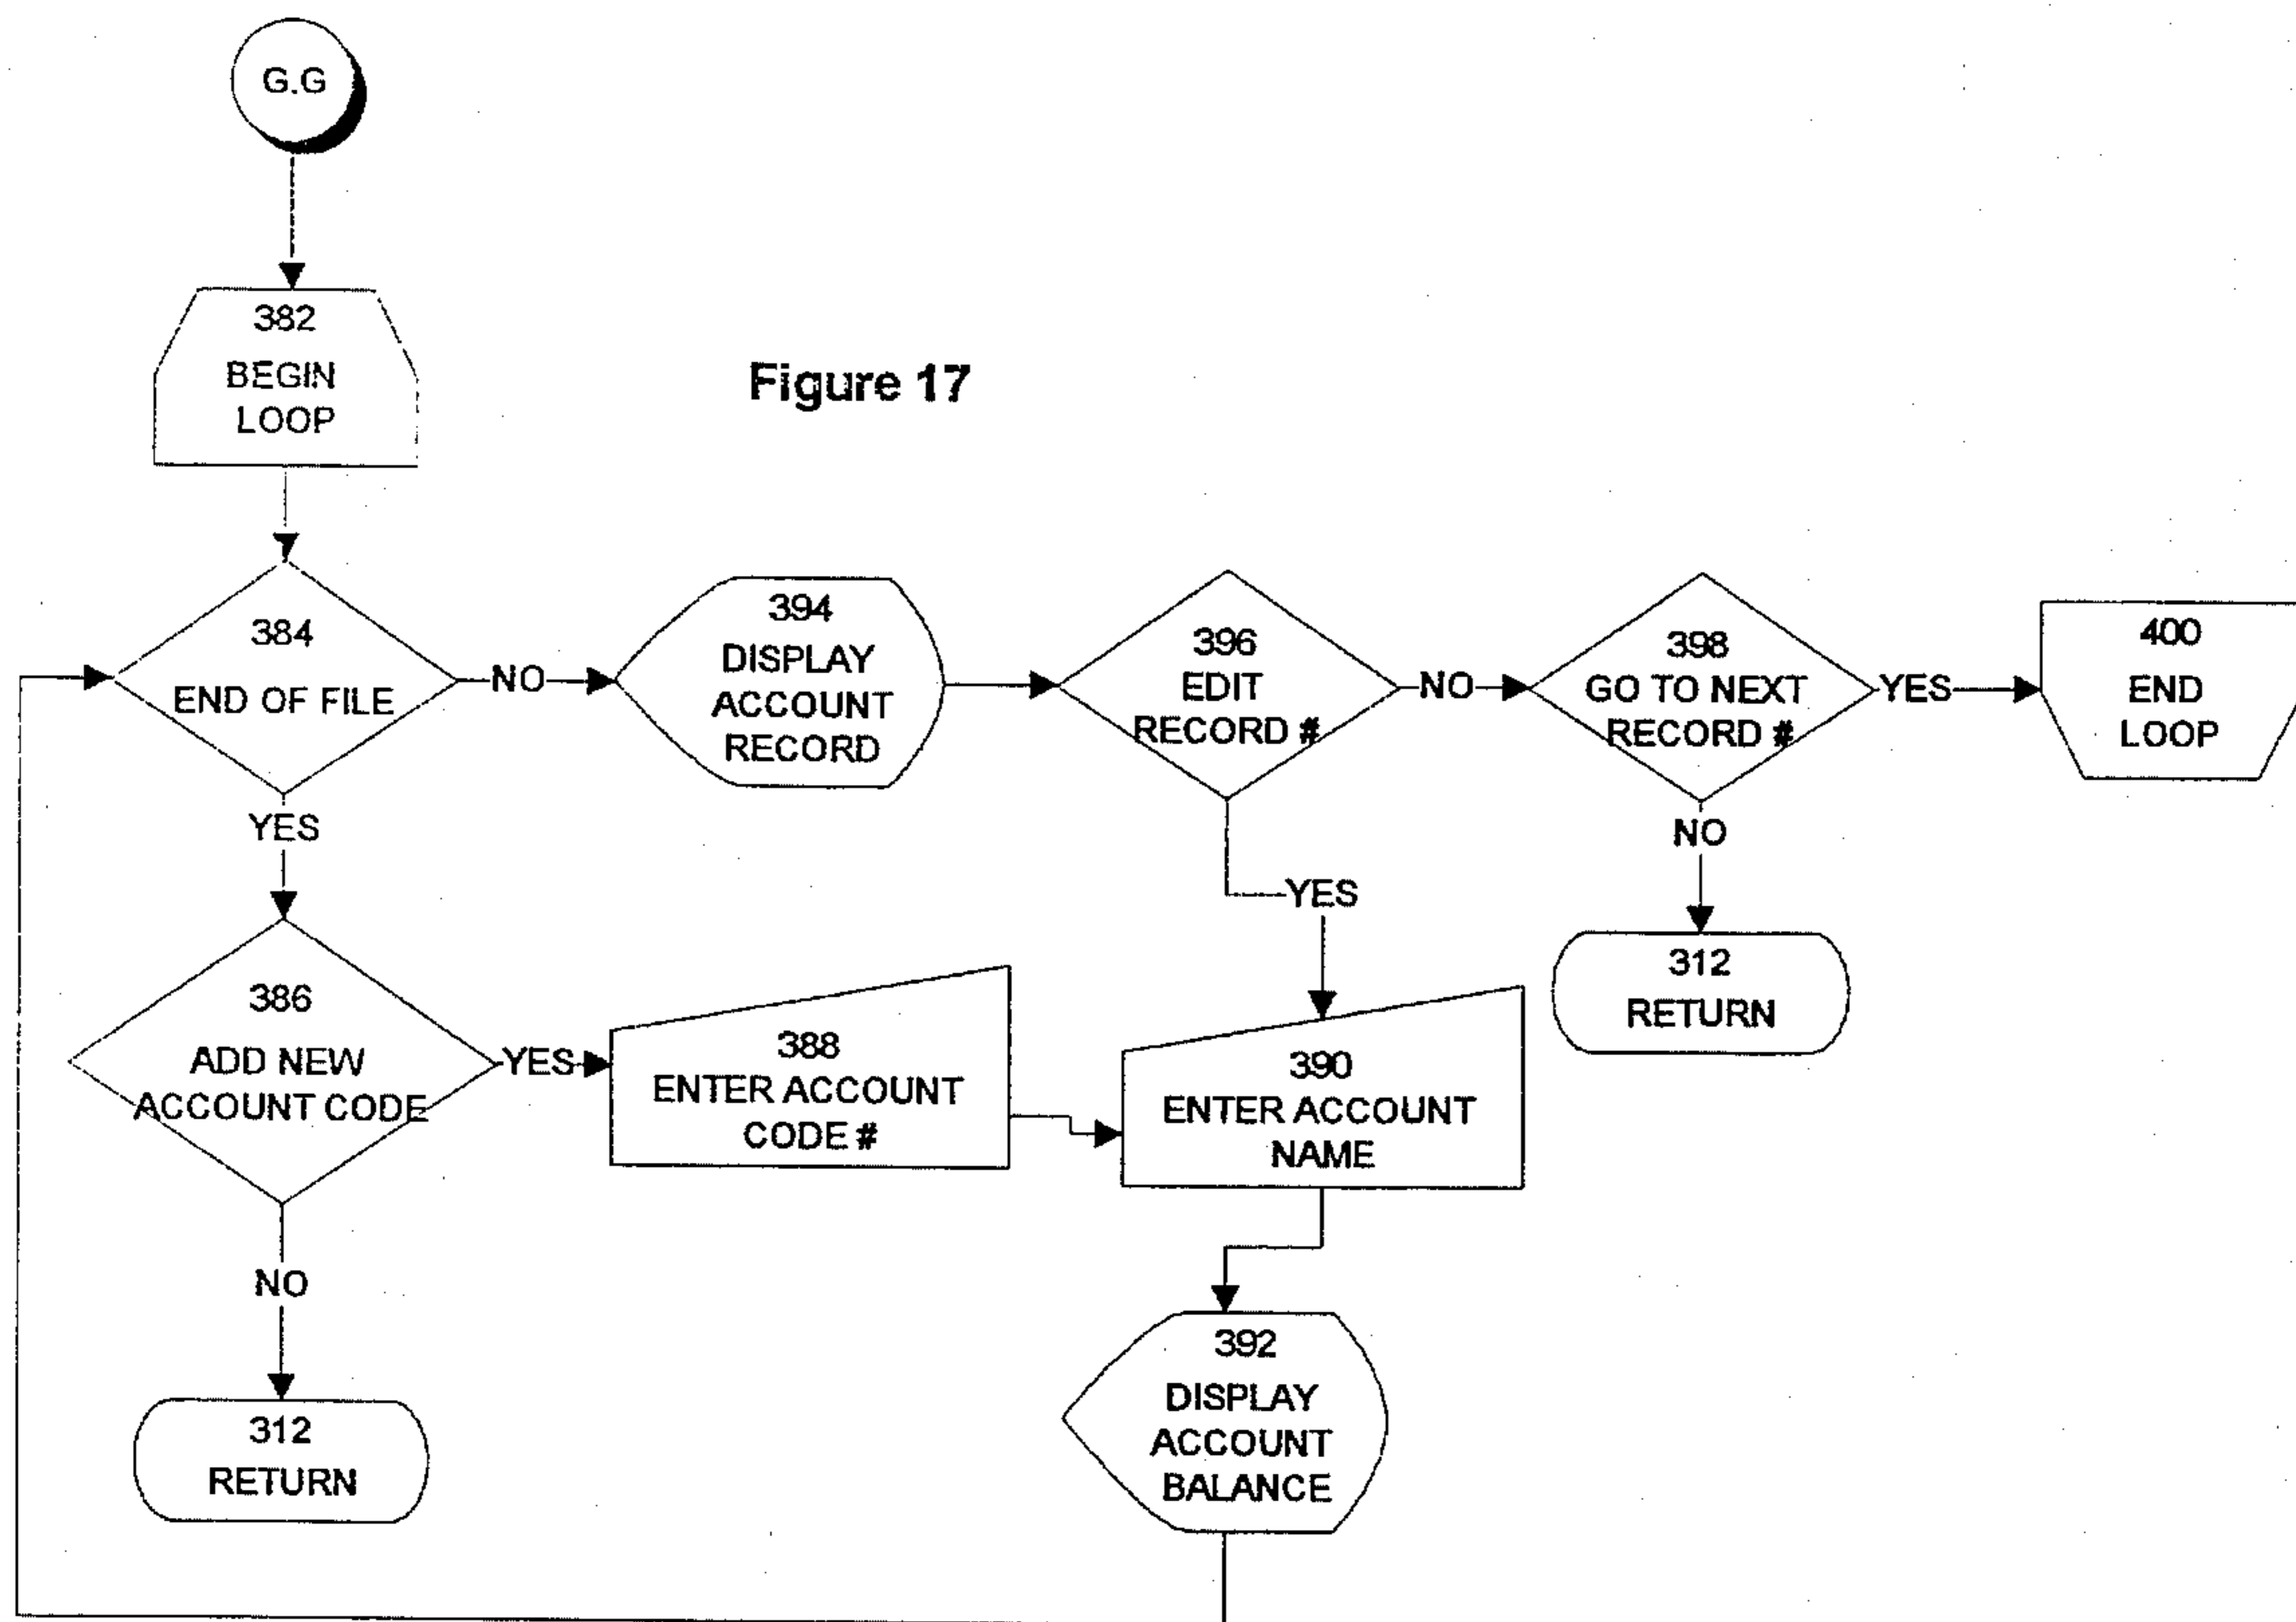 G.G
382
BEGIN
LOOP
Figure 17
384
END OF FILE
NO
394
DISPLAY
ACCOUNT
RECORD
396
EDIT
RECORD #
NO
398
GO TO NEXT
RECORD #
YES
400
END
LOOP
YES
YES
NO
312
RETURN
386
ADD NEW
ACCOUNT CODE
YES
388
ENTER ACCOUNT
CODE #
390
ENTER ACCOUNT
NAME
NO
312
RETURN
392
DISPLAY
ACCOUNT
BALANCE